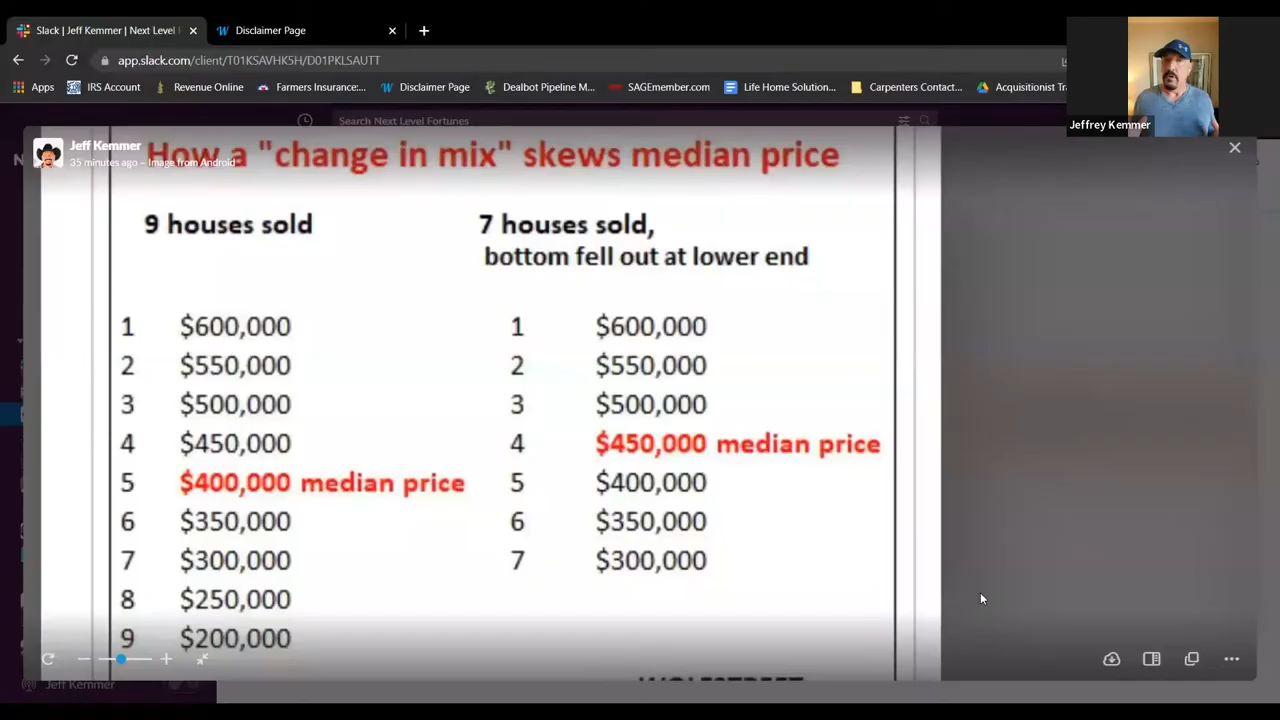 Slack | Jeff Kemmer | Next Level
Disclaimer Page
app.slack.com/client/T01KSAVHK5H/D01PKLSAUTT
Apps
IRS Account
Revenue Online
Farmers Insurance:...
Disclaimer Page
Dealbot Pipeline M...
SAGEmember.com
Life Home Solution...
Carpenters Contact...
Acquisitionist Tra
Jeffrey Kemmer
Search Next Level Fortunes
Jeff Kemmer
35 minutes ago – Image from Android
How a "change in mix" skews median price
9 houses sold
7 houses sold,
bottom fell out at lower end
1 $600,000 1 $600,000
2 $550,000 2 $550,000
3 $500,000 3 $500,000
4 $450,000 4 $450,000 median price
5 $400,000 median price 5 $400,000
6 $350,000 6 $350,000
7 $300,000 7 $300,000
8 $250,000
9 $200,000
Jeff Kemmer